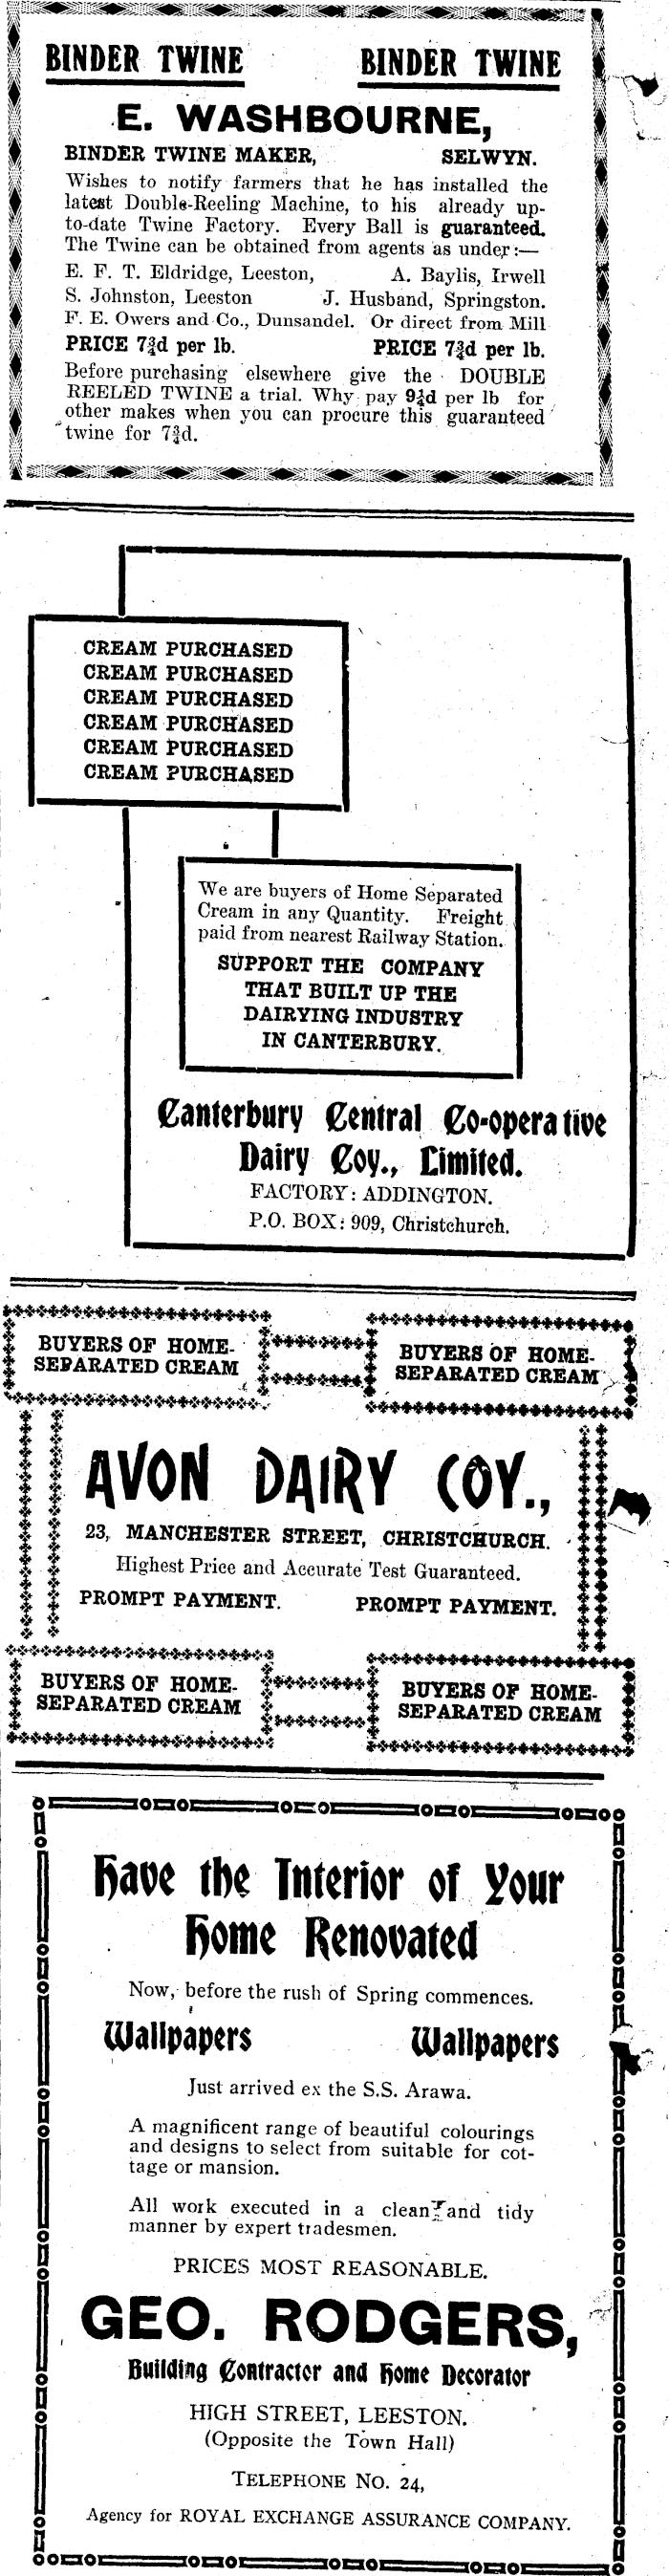 BINDER TWINE BINDER TWINE
E. WASHBOURNE,
BINDER TWINE MAKER, SELWYN.
Wishes to notify farmers that he has installed the
latest Double-Reeling Machine, to his already up-
to-date Twine Factory. Every Ball is guaranteed.
The Twine can be obtained from agents as under:—
E. F. T. Eldridge, Leeston, A. Baylis, Irwell
S. Johnston, Leeston J. Husband, Springston.
F. E. Owers and Co., Dunsandel. Or direct from Mill
PRICE 7¾d per lb. PRICE 7¾d per lb.
Before purchasing elsewhere give the DOUBLE
REELED TWINE a trial. Why pay 9¾d per lb for
other makes when you can procure this guaranteed
twine for 7¾d.
CREAM PURCHASED
CREAM PURCHASED
CREAM PURCHASED
CREAM PURCHASED
CREAM PURCHASED
CREAM PURCHASED
We are buyers of Home Separated
Cream in any Quantity. Freight
paid from nearest Railway Station.
SUPPORT THE COMPANY
THAT BUILT UP THE
DAIRYING INDUSTRY
IN CANTERBURY.
Canterbury Central Co-operative
Dairy Coy., Limited.
FACTORY: ADDINGTON.
P.O. BOX: 909, Christchurch.
BUYERS OF HOME-
SEPARATED CREAM
BUYERS OF HOME-
SEPARATED CREAM
AVON DAIRY COY.,
23, MANCHESTER STREET, CHRISTCHURCH.
Highest Price and Accurate Test Guaranteed.
PROMPT PAYMENT. PROMPT PAYMENT.
BUYERS OF HOME-
SEPARATED CREAM
BUYERS OF HOME-
SEPARATED CREAM
Have the Interior of Your
Home Renovated
Now, before the rush of Spring commences.
Wallpapers Wallpapers
Just arrived ex the S.S. Arawa.
A magnificent range of beautiful colourings
and designs to select from suitable for cot-
tage or mansion.
All work executed in a clean and tidy
manner by expert tradesmen.
PRICES MOST REASONABLE.
GEO. RODGERS,
Building Contractor and Home Decorator
HIGH STREET, LEESTON.
(Opposite the Town Hall)
TELEPHONE NO. 24,
Agency for ROYAL EXCHANGE ASSURANCE COMPANY.